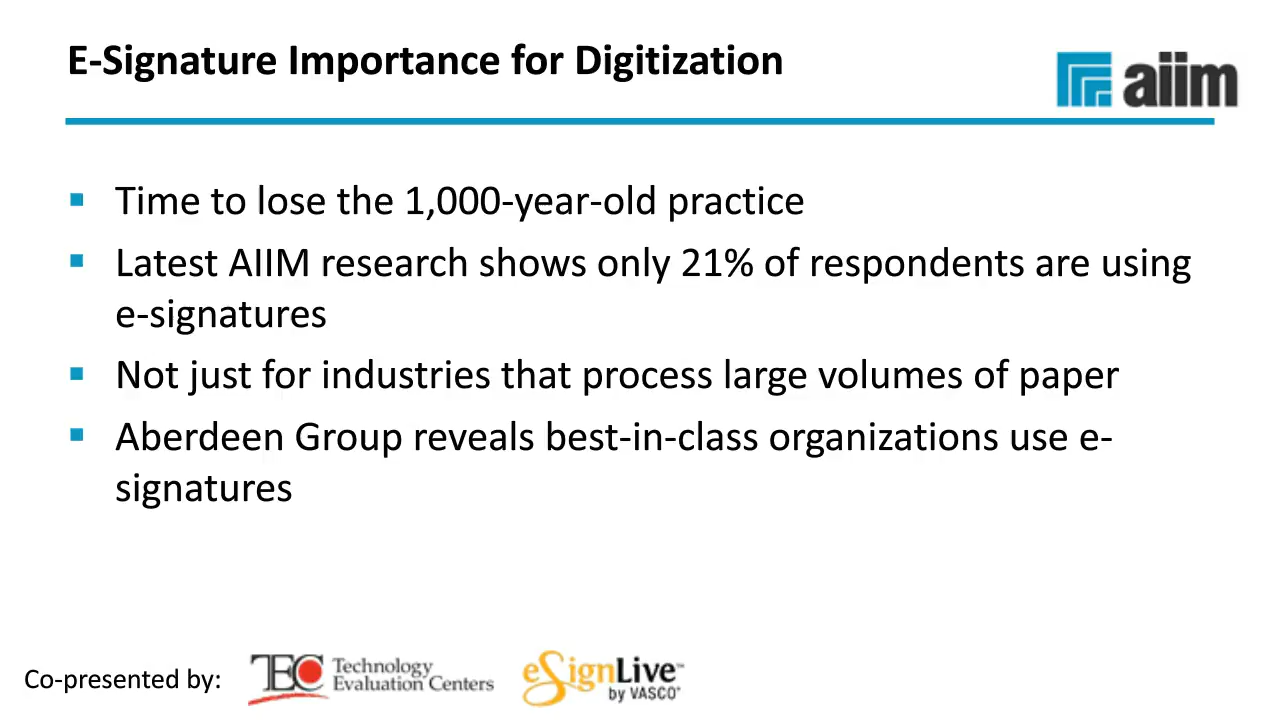 E-Signature Importance for Digitization
aiim
Time to lose the 1,000-year-old practice
Latest AIIM research shows only 21% of respondents are using
e-signatures
Not just for industries that process large volumes of paper
Aberdeen Group reveals best-in-class organizations use e-
signatures
Co-presented by:
TEC Technology
Evaluation Centers
eSignLive™
by VASCO®